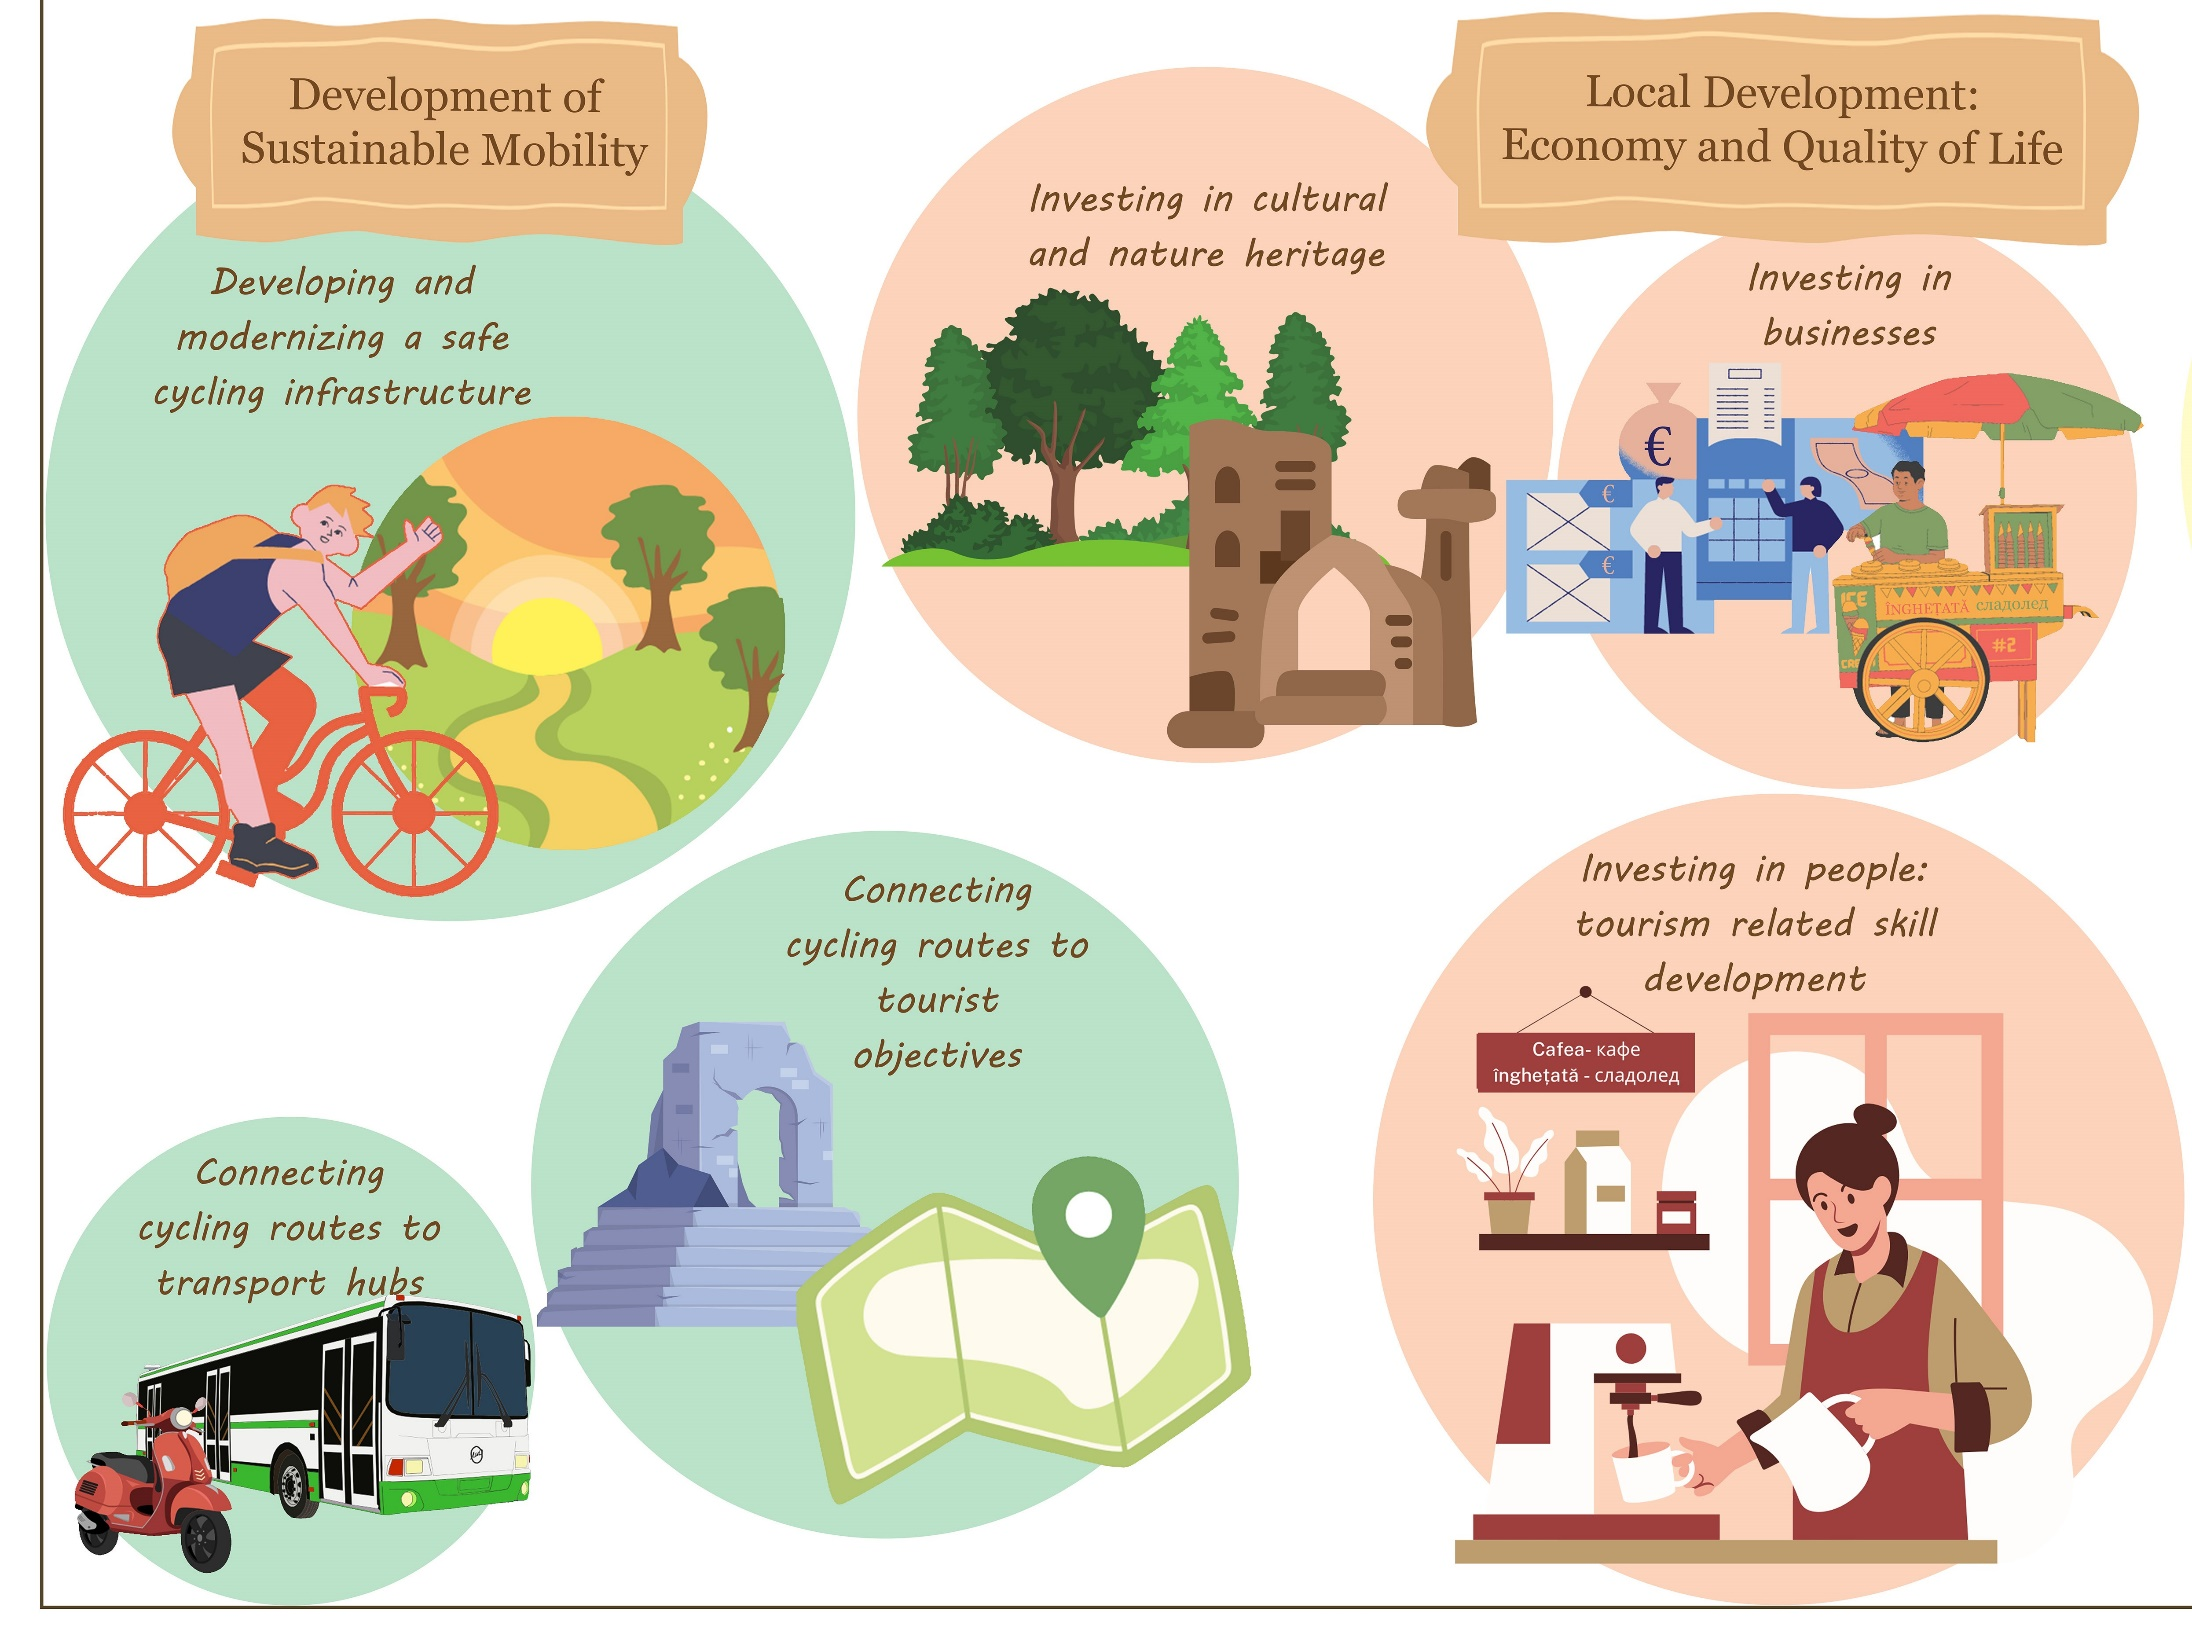 Development of
Sustainable Mobility
Developing and
modernizing a safe
cycling infrastructure
Connecting
cycling routes to
tourist
objectives
Connecting
cycling routes to
transport hubs
Local Development:
Economy and Quality of Life
Investing in cultural
and nature heritage
Investing in
businesses
€
€
€
ICE
ÎNGHEȚATĂ сладолед
#2
CRE
Investing in people:
tourism related skill
development
Cafea- кафе
înghețată - сладолед